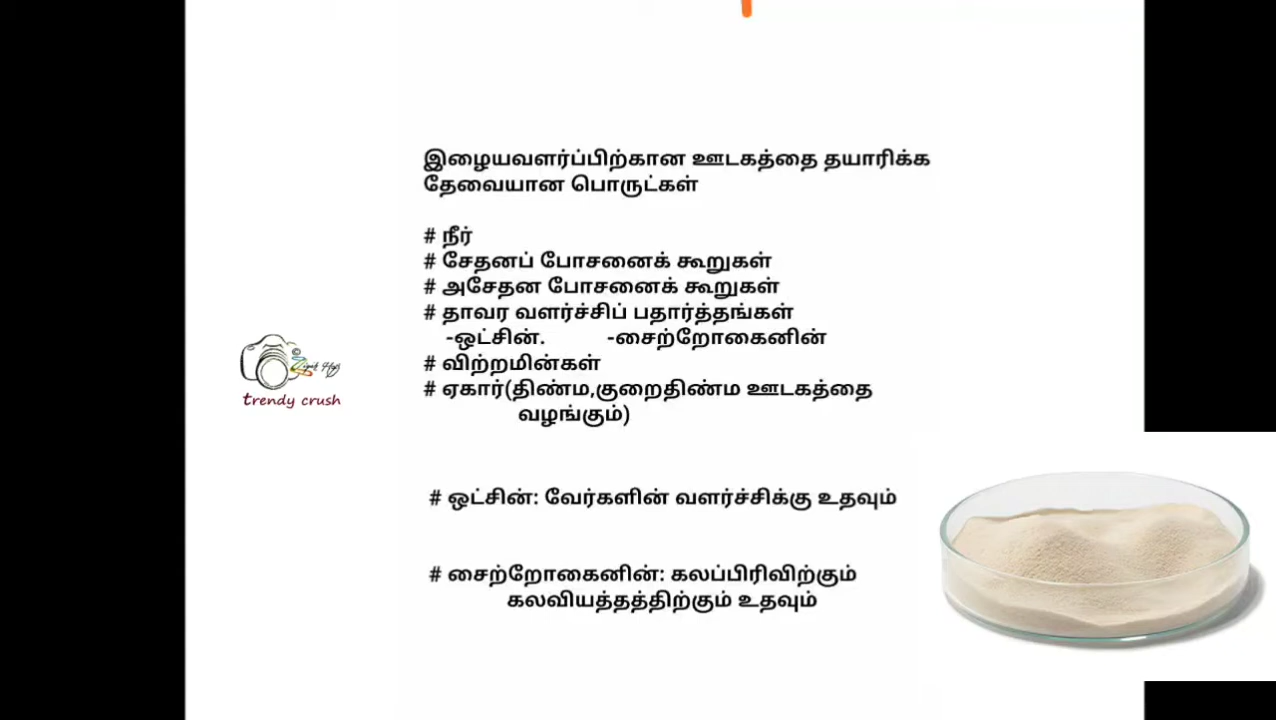 இழையவளர்ப்பிற்கான ஊடகத்தை தயாரிக்க
தேவையான பொருட்கள்
# நீர்
# சேதனப் போசனைக் கூறுகள்
# அசேதன போசனைக் கூறுகள்
# தாவர வளர்ச்சிப் பதார்த்தங்கள்
-ஒட்சின். -சைற்றோகைனின்
# விற்றமின்கள்
# ஏகார்(திண்ம,குறைதிண்ம ஊடகத்தை
வழங்கும்)
# ஒட்சின்: வேர்களின் வளர்ச்சிக்கு உதவும்
# சைற்றோகைனின்: கலப்பிரிவிற்கும்
கலவியத்தத்திற்கும் உதவும்
trendy crush